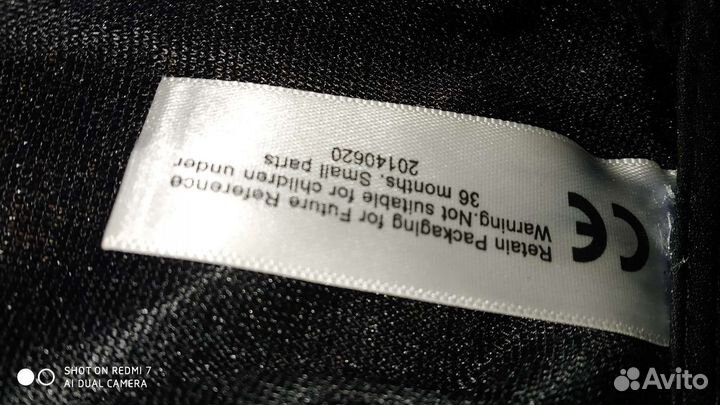 CE
Retain Packaging for Future Reference
Warning.Not suitable for children under
36 months. Small parts
20140620
SHOT ON REDMI 7
AI DUAL CAMERA
Avito